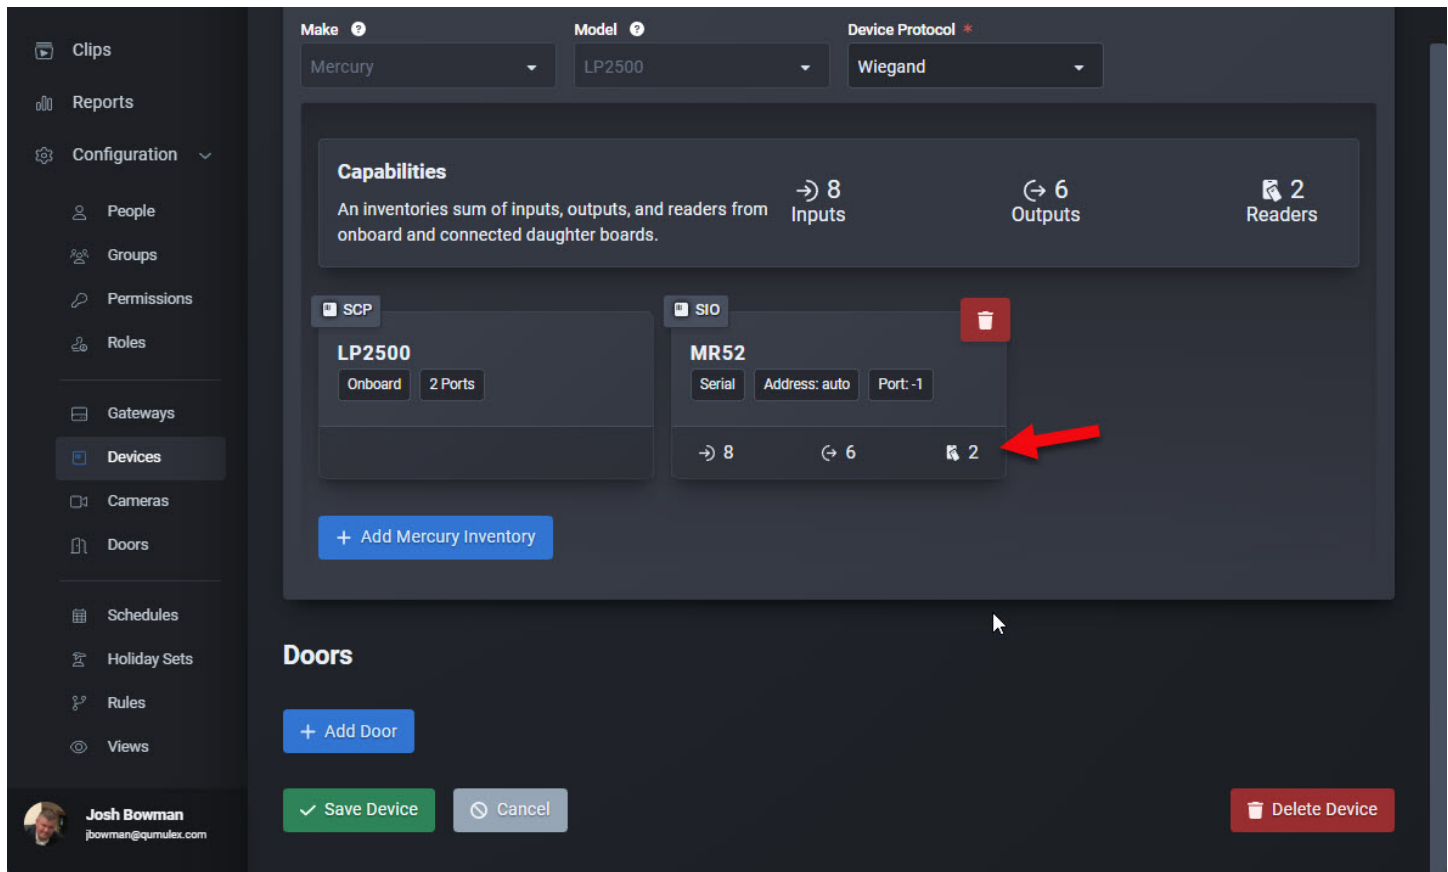 Clips
Reports
Configuration
People
Groups
Permissions
Roles
Gateways
Devices
Cameras
Doors
Schedules
Holiday Sets
Rules
Views
Josh Bowman
jbowman@qumulex.com
Make ?
Model ?
Device Protocol *
Mercury
LP2500
Wiegand
Capabilities
An inventories sum of inputs, outputs, and readers from
onboard and connected daughter boards.
8
Inputs
6
Outputs
2
Readers
SCP
LP2500
Onboard
2 Ports
SIO
MR52
Serial
Address: auto
Port: -1
8
6
2
+ Add Mercury Inventory
Doors
+ Add Door
Save Device
Cancel
Delete Device